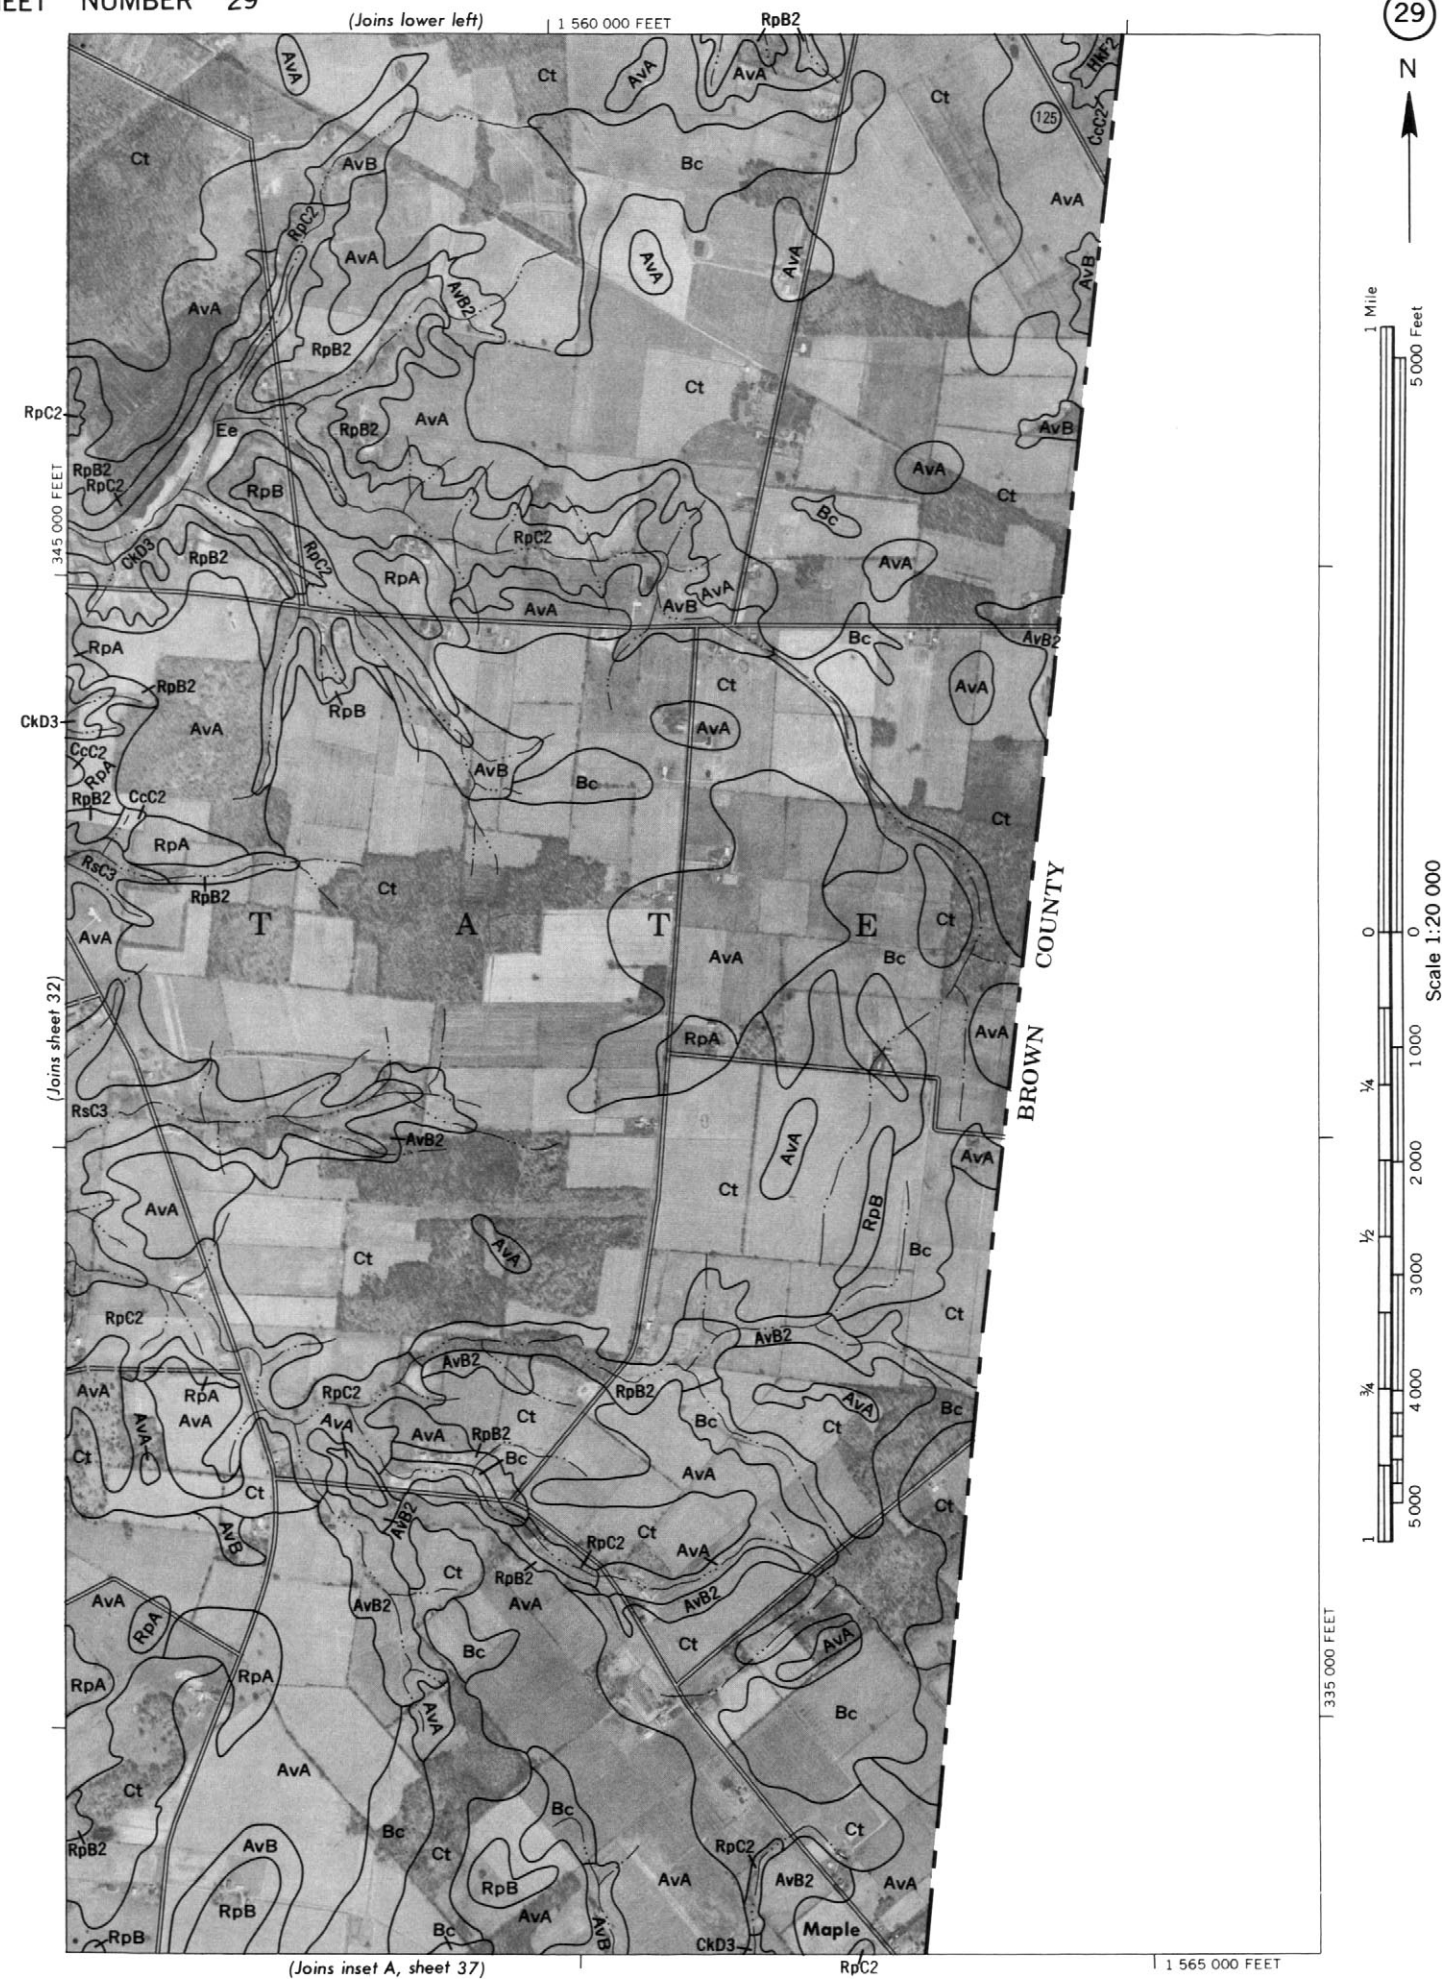 SHEET NUMBER 29
(Joins lower left)
1 560 000 FEET
RpB2
29
N
AvA
Ct
AvA
AvA
Ct
HkF2
125
CcC2
Ct
AvB
Bc
AvA
RpC2
AvA
AvA
AvA
AvB
AvA
AvB2
RpB2
1 Mile
5 000 Feet
Ct
RpC2
Ee
RpB2
AvA
AvB
RpB2
RpC2
RpB
AvA
Ct
345 000 FEET
Bc
CkD3
RpB2
RpC2
RpC2
RpA
AvA
AvA
AvB
AvA
RpA
Bc
AvB2
RpB2
RpB
Ct
AvA
CkD3
AvA
AvA
CcC2
RpA
AvB
Bc
RpB2
CcC2
Ct
RpA
RsC3
RpB2
Ct
T A T E
Ct
AvA
AvA
Bc
BROWN COUNTY
0
0
Scale 1:20 000
(Joins sheet 32)
RpA
AvA
1 000
¼
RsC3
AvB2
AvA
AvA
2 000
Ct
AvA
RpB
AvA
Ct
Bc
½
3 000
RpC2
Ct
AvB2
AvB2
AvA
RpA
RpC2
RpB2
AvA
¾
4 000
AvA
AvA
AvA
AvA
RpB2
Ct
Bc
Ct
Bc
Ct
Bc
AvA
Ct
AvB2
Ct
5 000
1
AvB
RpC2
Ct
AvA
Ct
RpB2
AvA
RpA
AvB2
AvA
AvB2
Ct
AvA
Bc
RpA
RpA
AvA
Bc
335 000 FEET
AvA
Ct
Bc
Bc
Ct
Ct
RpB2
AvB
RpC2
RpB
AvA
AvB2
AvA
RpB
AvA
RpB
Bc
AvB
Maple
CkD3
RpC2
(Joins inset A, sheet 37)
1 565 000 FEET